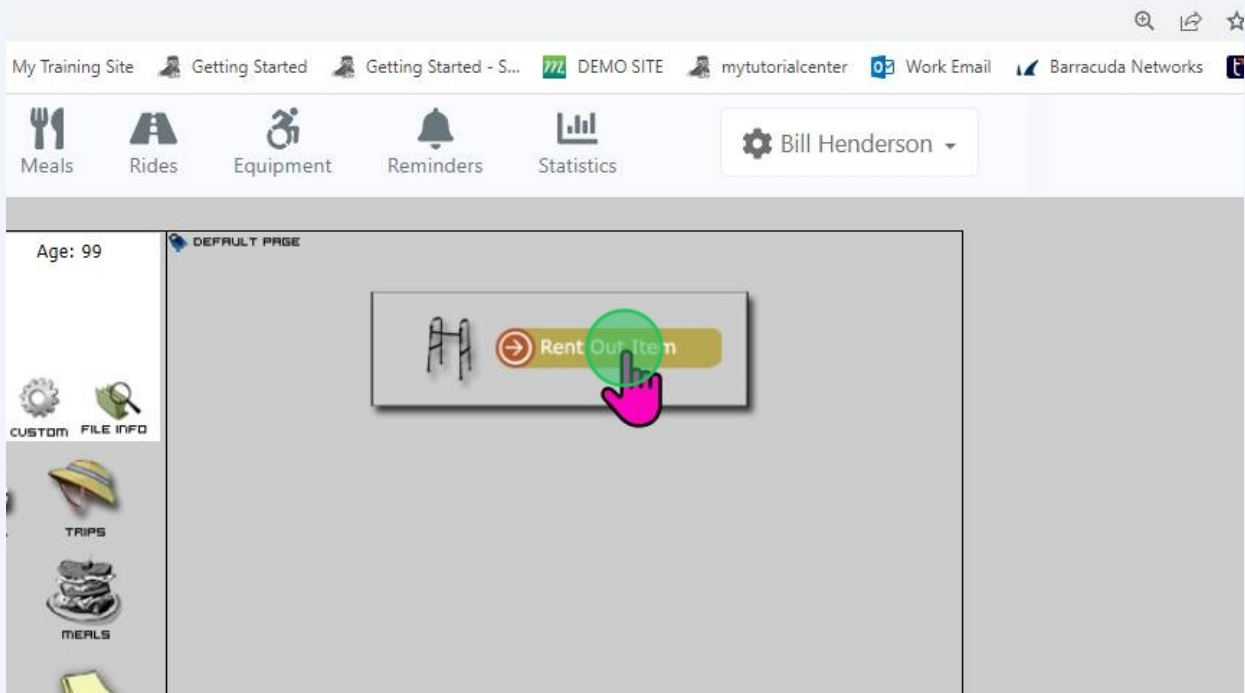 My Training Site Getting Started Getting Started - S... DEMO SITE mytutorialcenter Work Email Barracuda Networks
Meals Rides Equipment Reminders Statistics Bill Henderson
Age: 99
DEFAULT PAGE
Rent Out Item
CUSTOM FILE INFO
TRIPS
MEALS